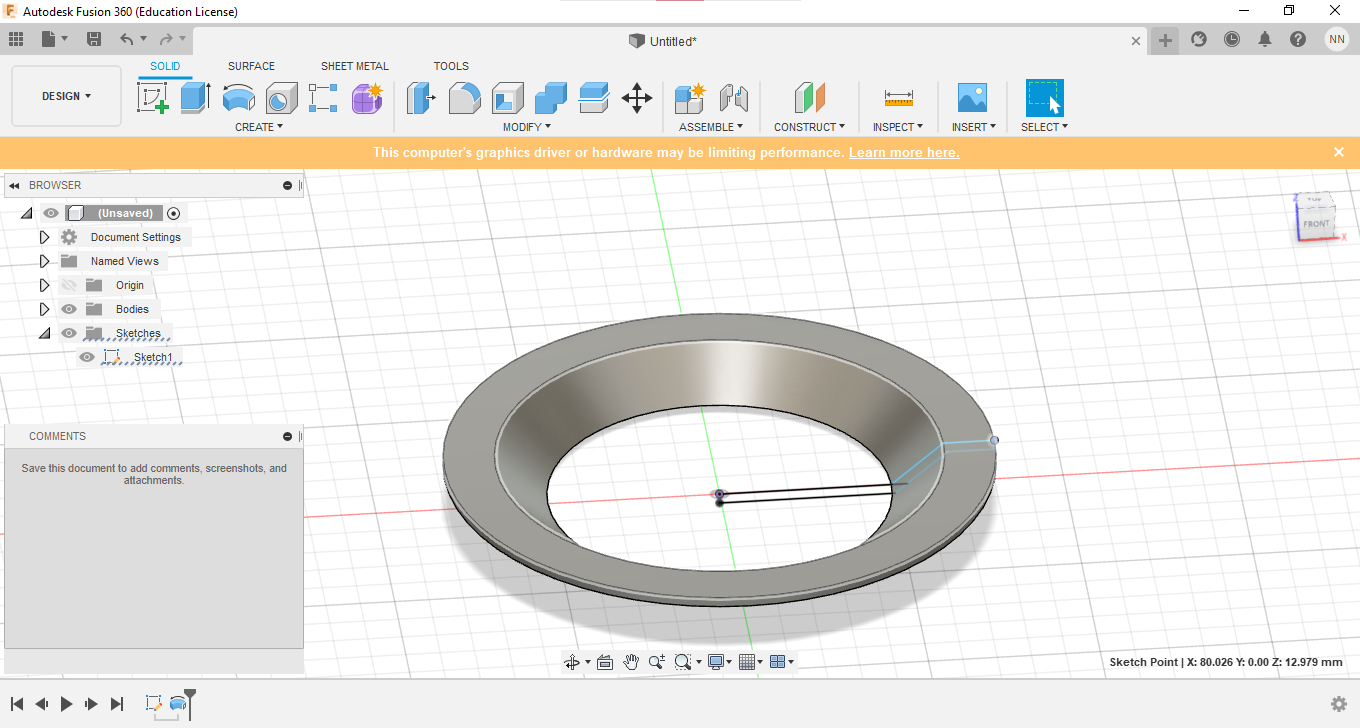 Autodesk Fusion 360 (Education License)
Untitled*
NN
SOLID SURFACE SHEET METAL TOOLS
DESIGN
CREATE MODIFY ASSEMBLE CONSTRUCT INSPECT INSERT SELECT
This computer's graphics driver or hardware may be limiting performance. Learn more here.
BROWSER
(Unsaved)
Document Settings
Named Views
Origin
Bodies
Sketches
Sketch1
TOP
Z
FRONT
X
COMMENTS
Save this document to add comments, screenshots, and
attachments.
Sketch Point | X: 80.026 Y: 0.00 Z: 12.979 mm